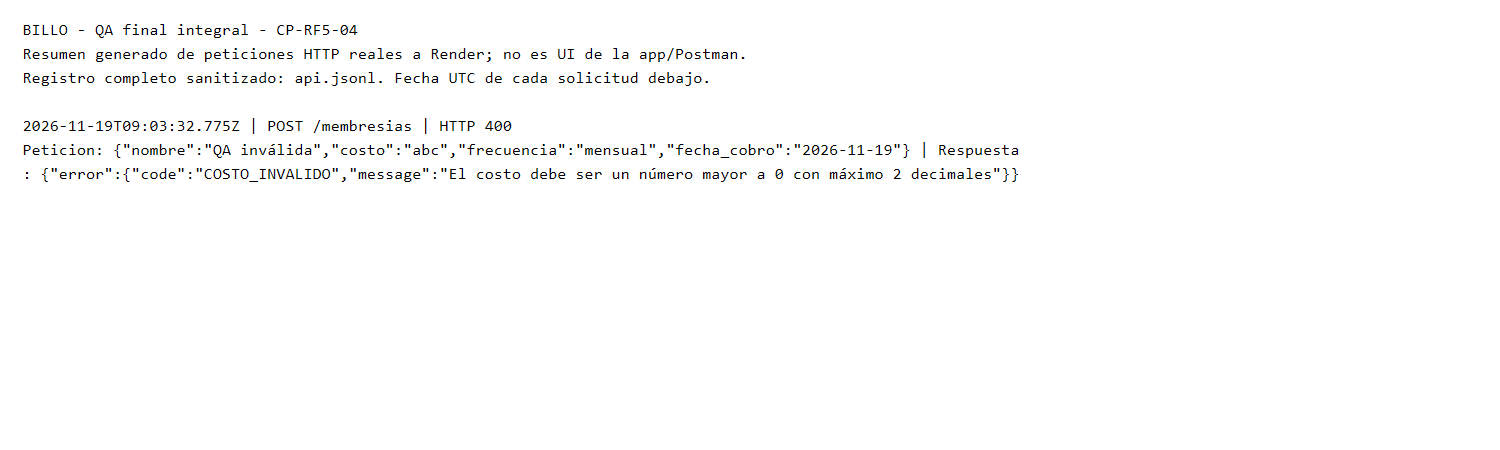 BILLO - QA final integral - CP-RF5-04
Resumen generado de peticiones HTTP reales a Render; no es UI de la app/Postman.
Registro completo sanitizado: api.jsonl. Fecha UTC de cada solicitud debajo.
2026-11-19T09:03:32.775Z | POST /membresias | HTTP 400
Peticion: {"nombre":"QA inválida","costo":"abc","frecuencia":"mensual","fecha_cobro":"2026-11-19"} | Respuesta
: {"error":{"code":"COSTO_INVALIDO","message":"El costo debe ser un número mayor a 0 con máximo 2 decimales"}}